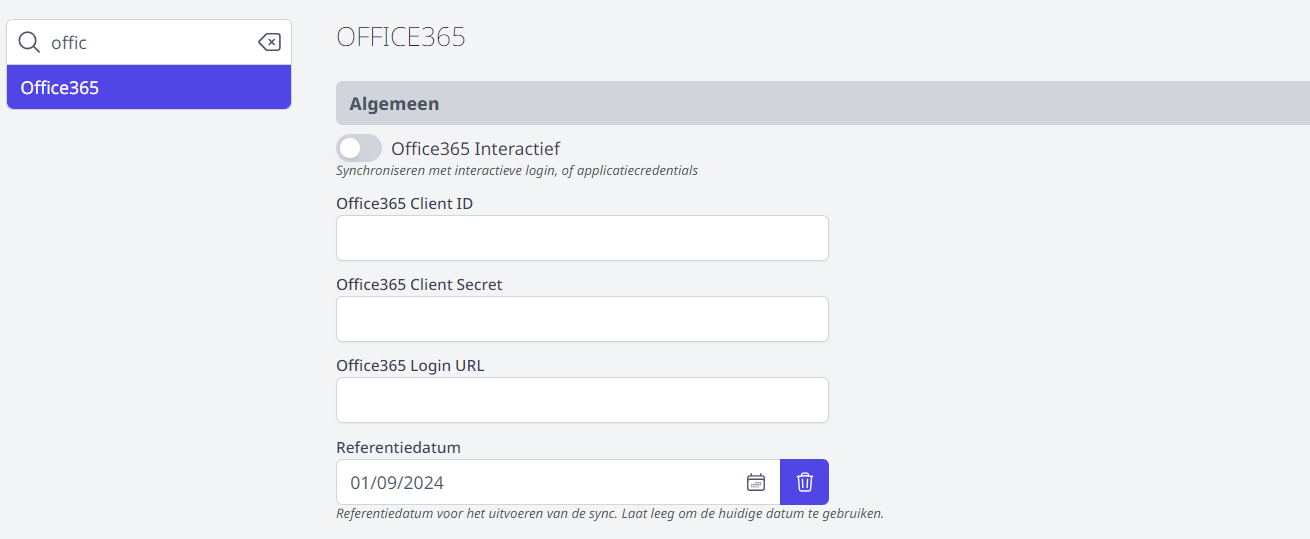 offic
Office365
OFFICE365
Algemeen
Office365 Interactief
Synchroniseren met interactieve login, of applicatiecredentials
Office365 Client ID
Office365 Client Secret
Office365 Login URL
Referentiedatum
01/09/2024
Referentiedatum voor het uitvoeren van de sync. Laat leeg om de huidige datum te gebruiken.